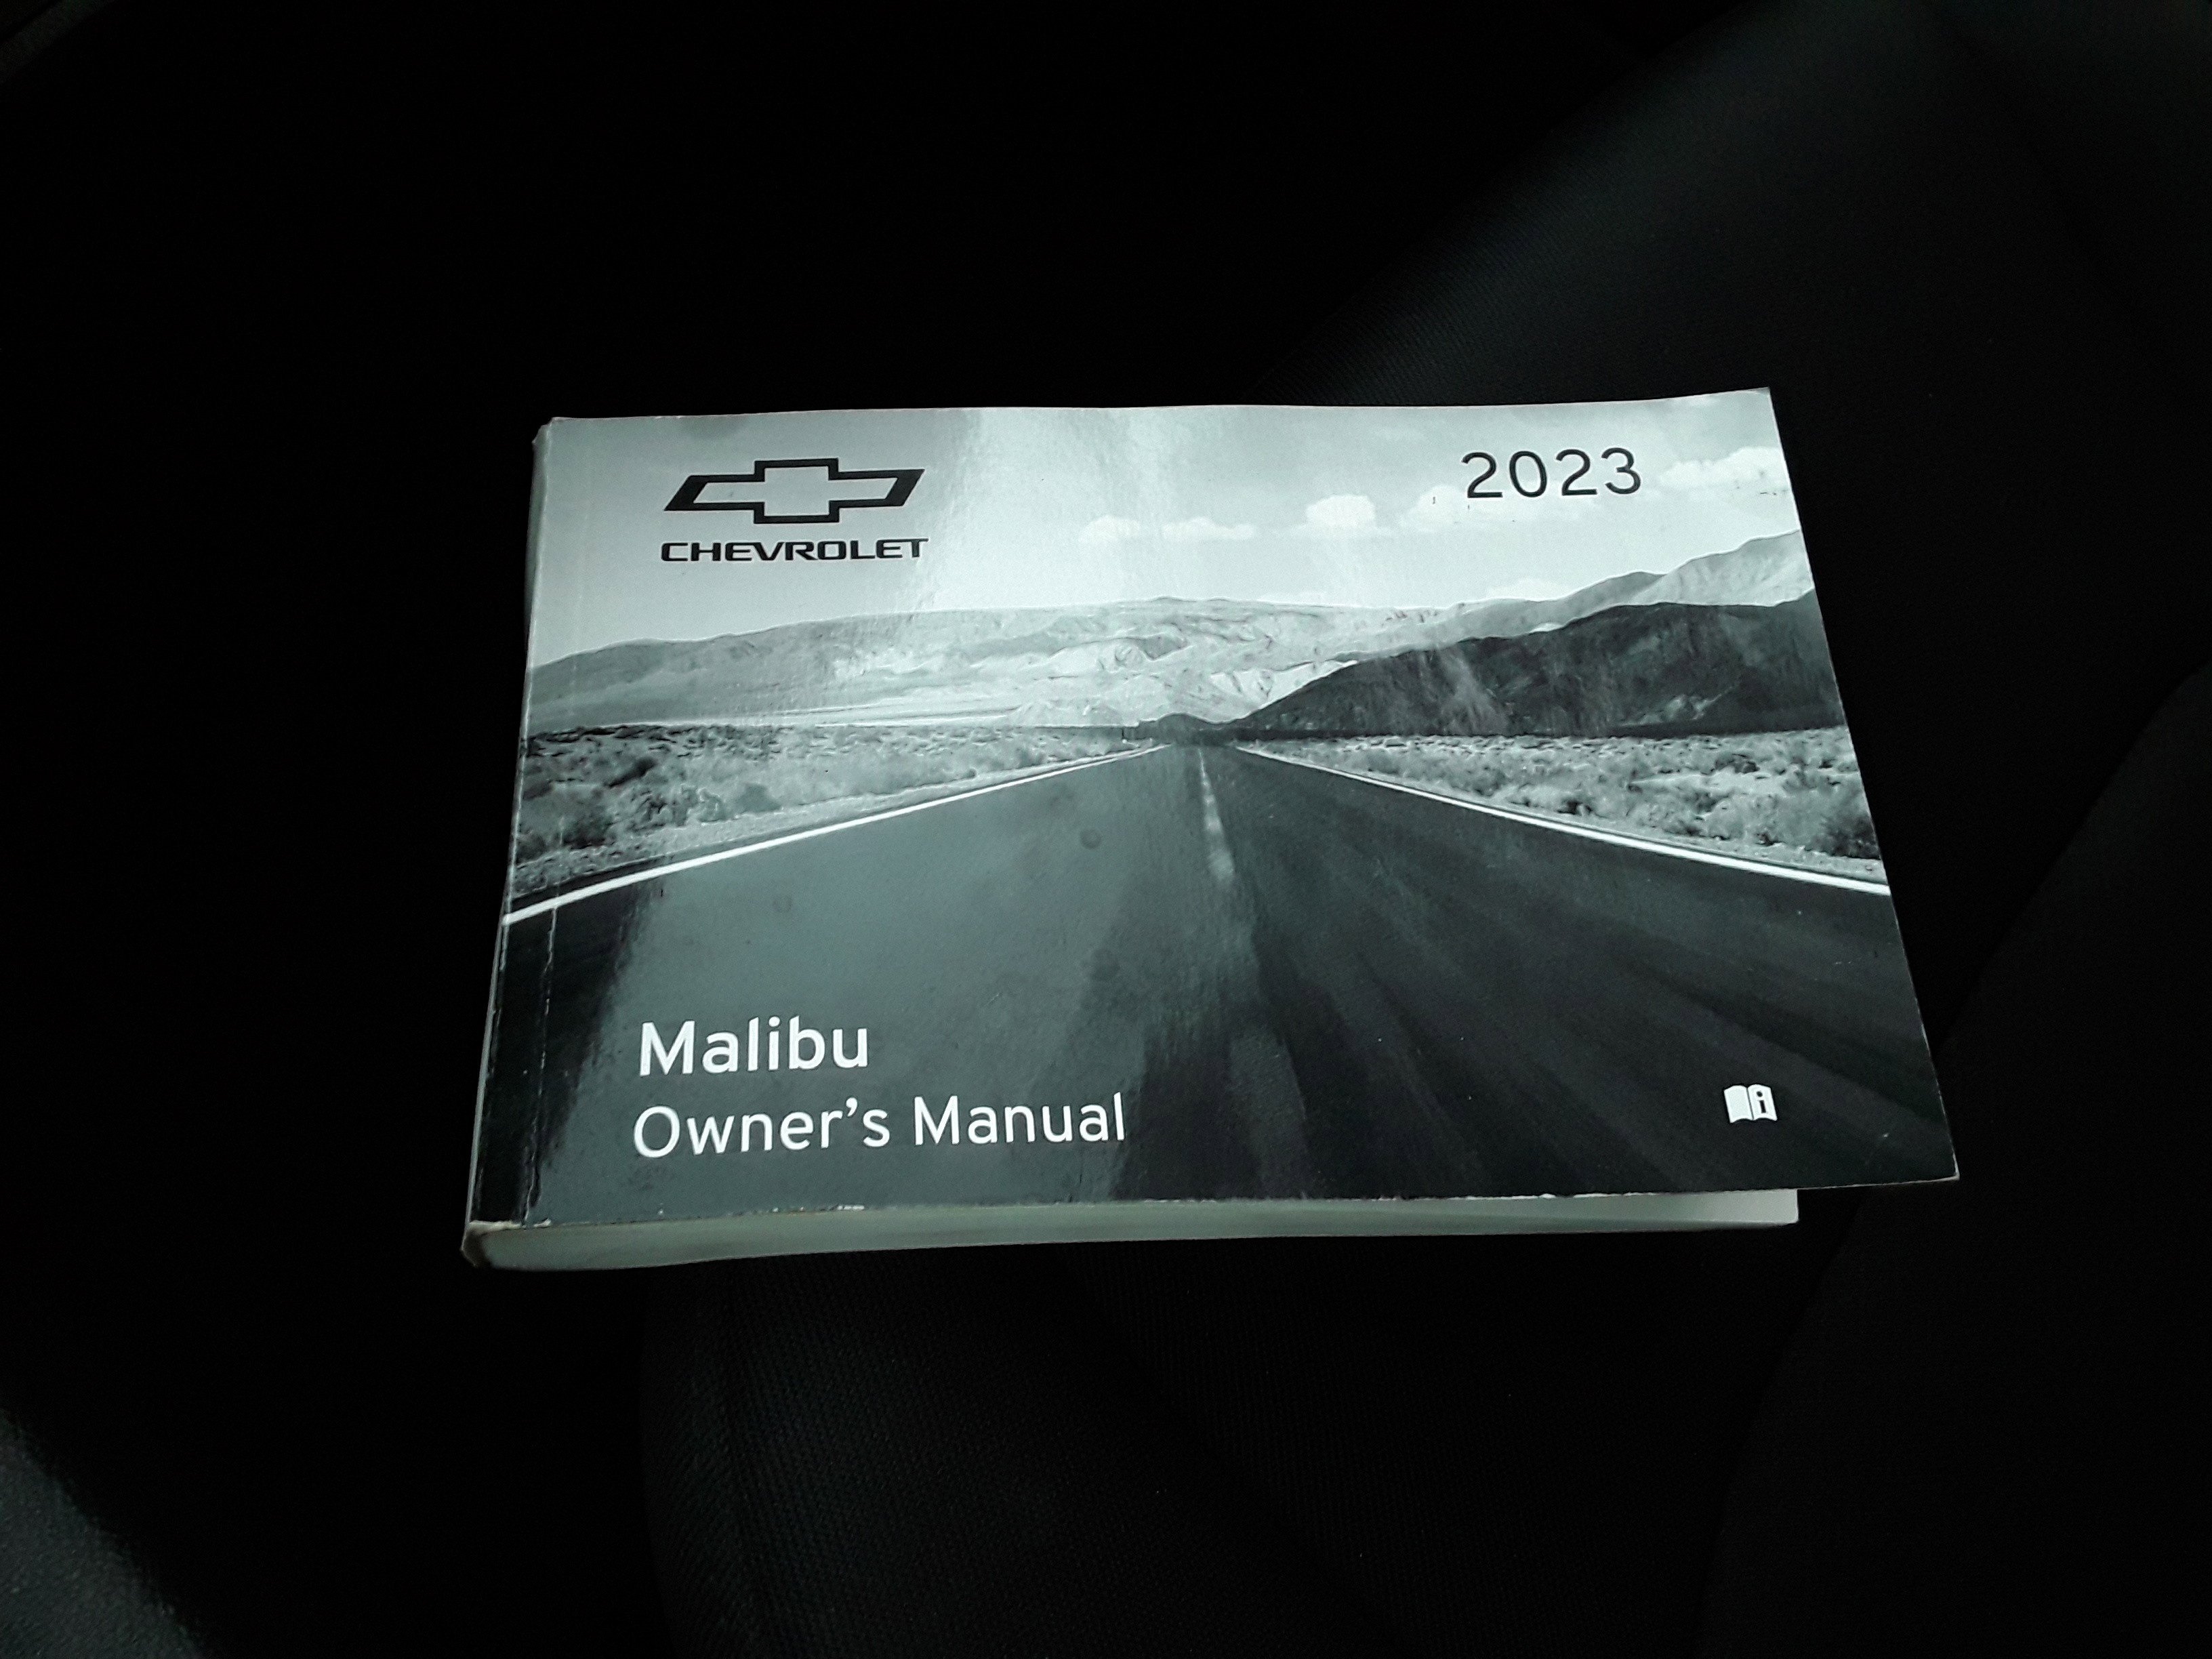 CHEVROLET
2023
Malibu
Owner's Manual